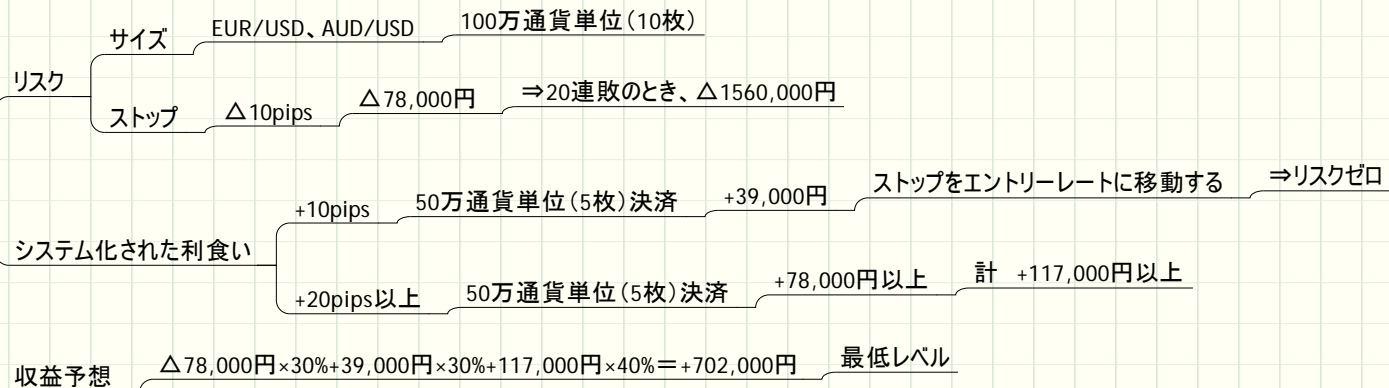 リスク
サイズ
EUR/USD、AUD/USD
100万通貨単位(10枚)
ストップ
△10pips
△78,000円
⇒20連敗のとき、△1560,000円
システム化された利食い
+10pips
50万通貨単位(5枚)決済
+39,000円
ストップをエントリーレートに移動する
⇒リスクゼロ
+20pips以上
50万通貨単位(5枚)決済
+78,000円以上
計 +117,000円以上
収益予想
△78,000円×30%+39,000円×30%+117,000円×40%=+702,000円
最低レベル